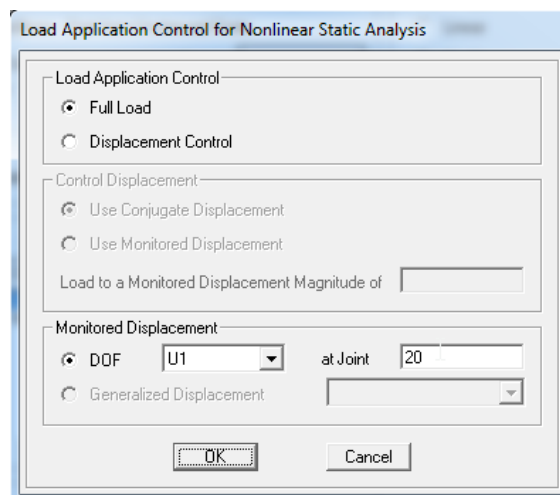 Load Application Control for Nonlinear Static Analysis
Load Application Control
Full Load
Displacement Control
Control Displacement
Use Conjugate Displacement
Use Monitored Displacement
Load to a Monitored Displacement Magnitude of
Monitored Displacement
DOF U1 at Joint 20
Generalized Displacement
OK Cancel